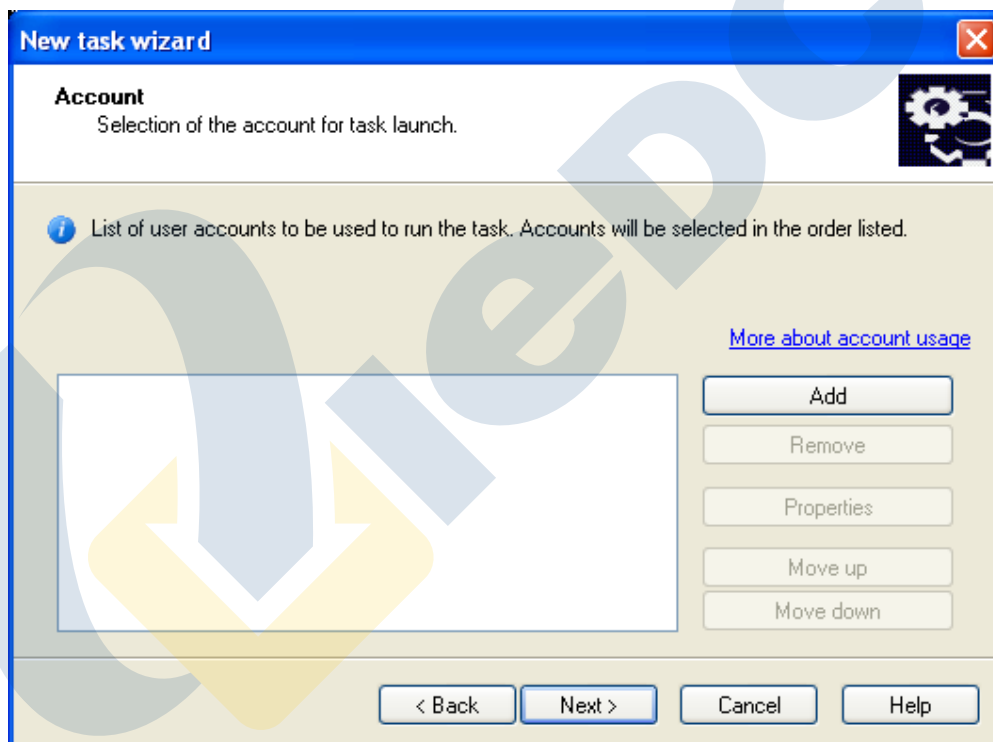 New task wizard
Account
Selection of the account for task launch.
List of user accounts to be used to run the task. Accounts will be selected in the order listed.
More about account usage
Add
Remove
Properties
Move up
Move down
< Back
Next >
Cancel
Help